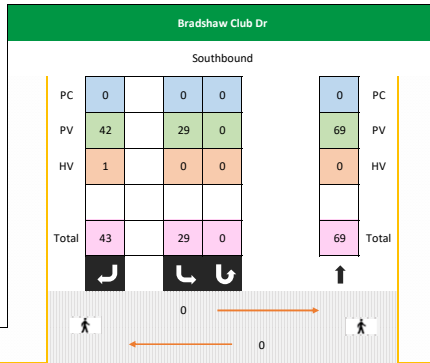 Bradshaw Club Dr
Southbound
PC 0 0 0 0 PC
PV 42 29 0 69 PV
HV 1 0 0 0 HV
Total 43 29 0 69 Total
0
0